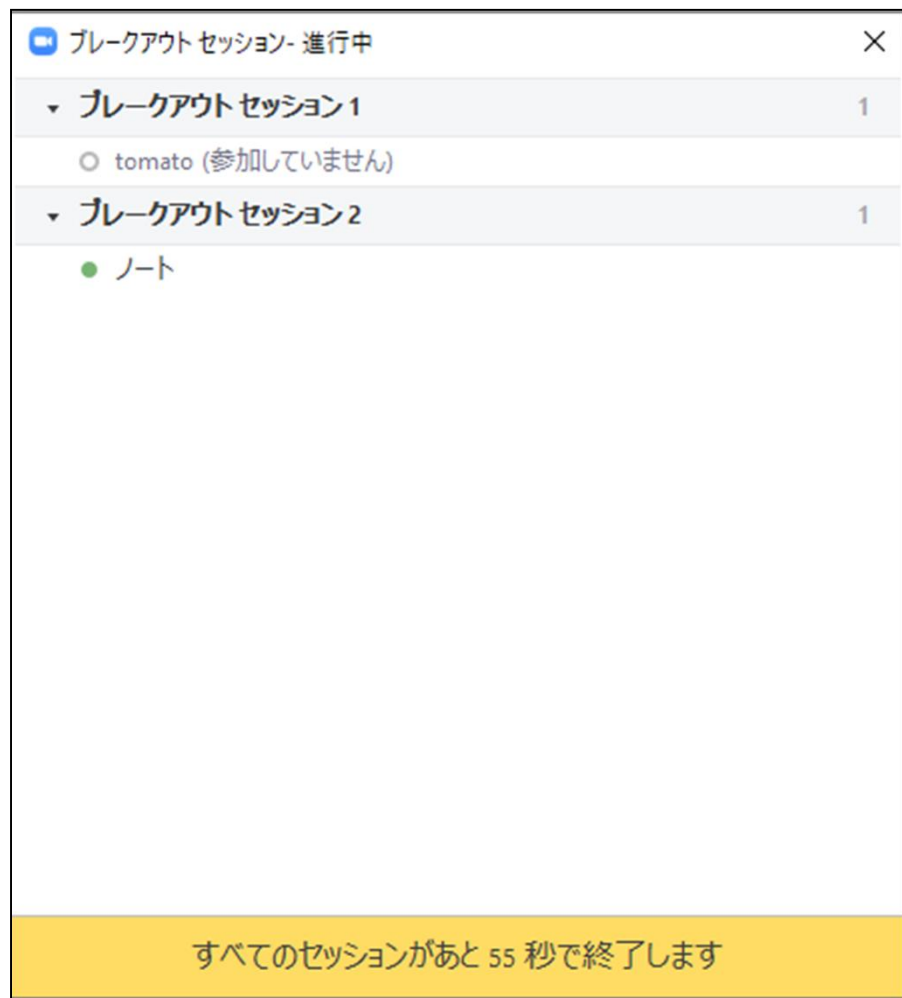 ブレークアウト セッション- 進行中
ブレークアウト セッション 1 1
tomato (参加していません)
ブレークアウト セッション 2 1
ノート
すべてのセッションがあと 55 秒で終了します